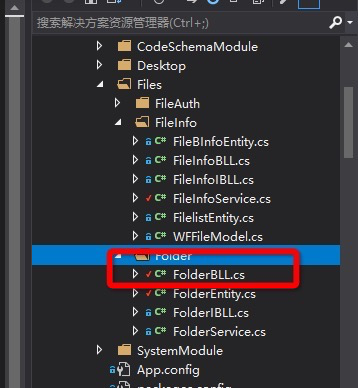 搜索解决方案资源管理器(Ctrl+;)
CodeSchemaModule
Desktop
Files
FileAuth
FileInfo
C# FileBInfoEntity.cs
C# FileInfoBLL.cs
C# FileInfoIBLL.cs
C# FileInfoService.cs
C# FilelistEntity.cs
C# WFFileModel.cs
Folder
C# FolderBLL.cs
C# FolderEntity.cs
C# FolderIBLL.cs
C# FolderService.cs
SystemModule
App.config
packages.config